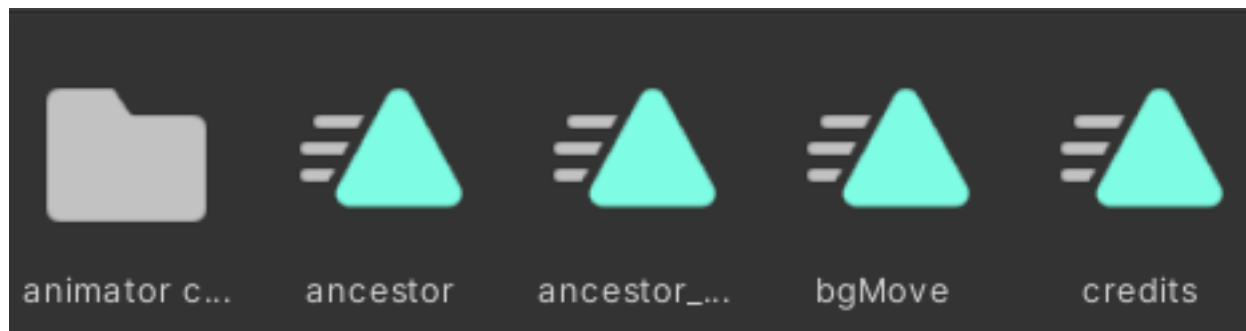 animator c...
ancestor
ancestor_...
bgMove
credits